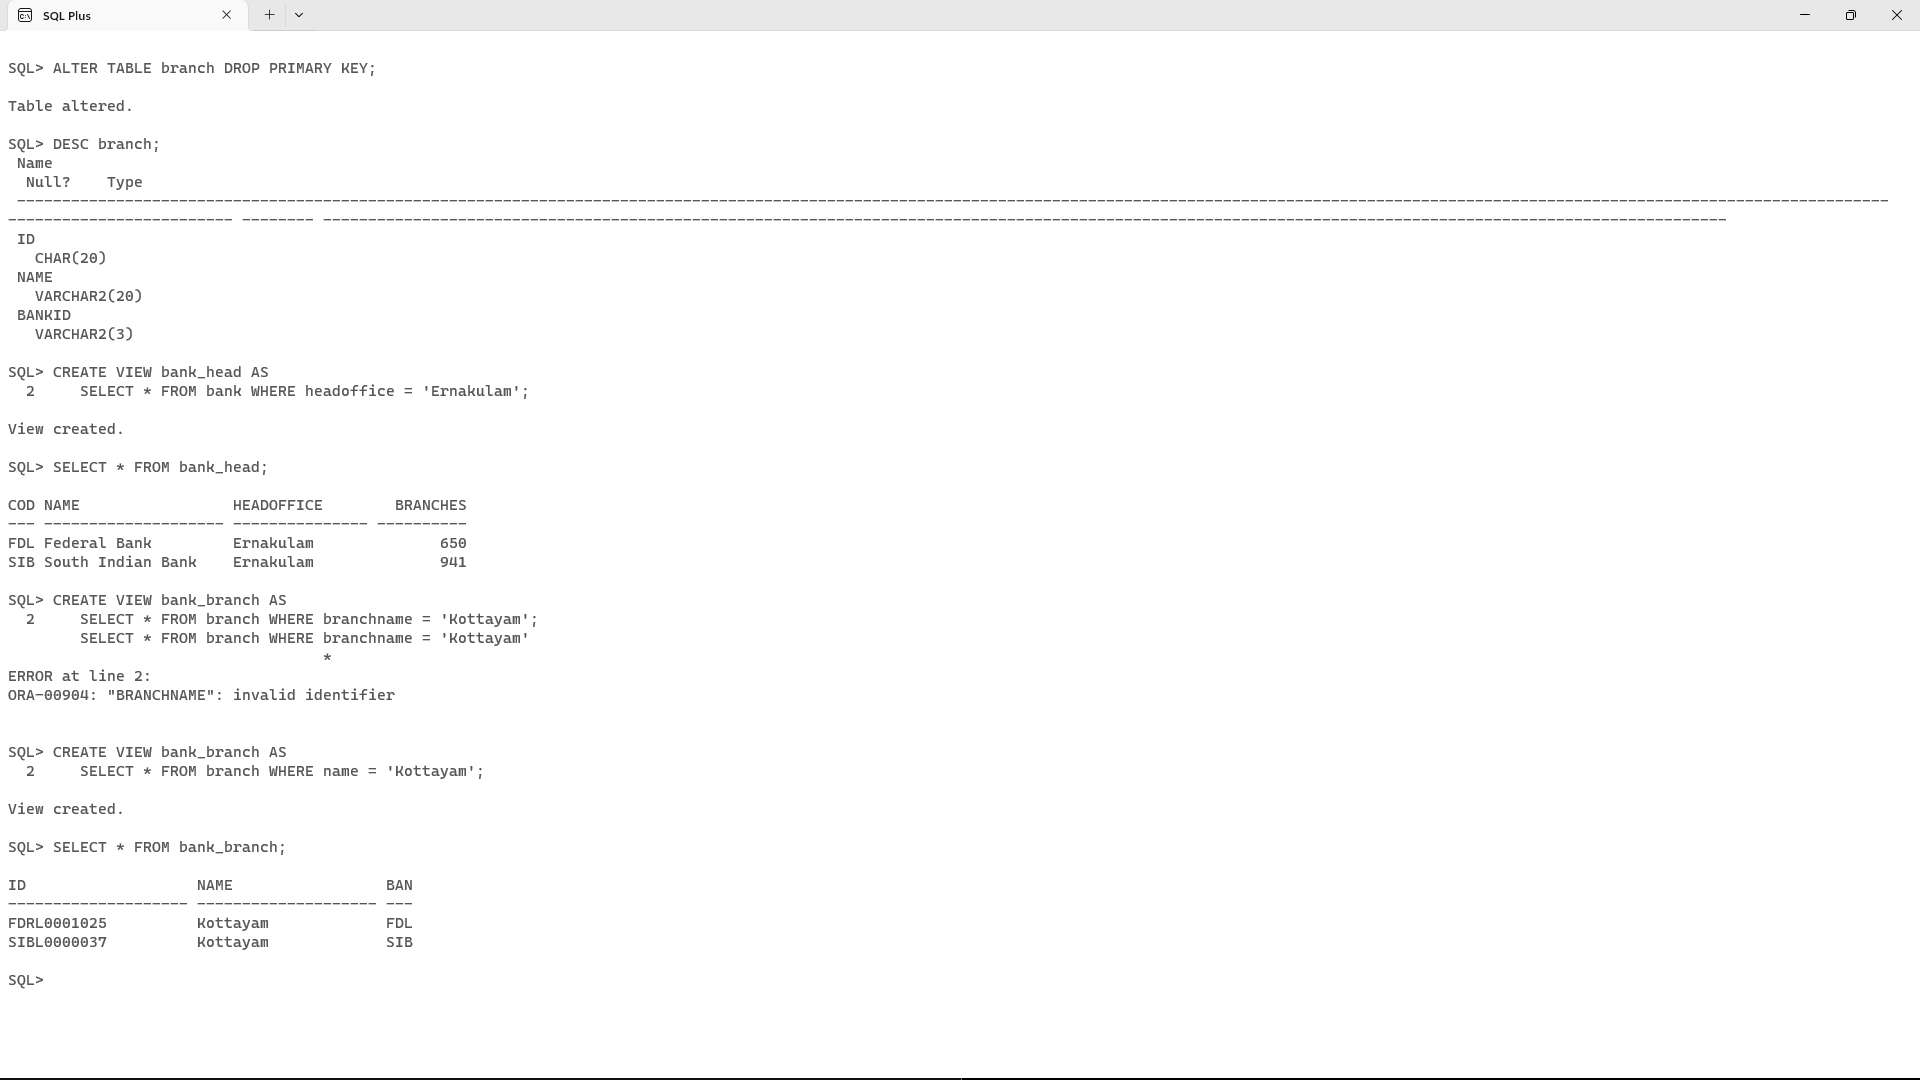 SQL Plus
SQL> ALTER TABLE branch DROP PRIMARY KEY;
Table altered.
SQL> DESC branch;
 Name
  Null?    Type
 ----------------------------------------------------------------------------------------------------------------------------------------------------------------------------------------------------------------
------------------------- -------- ------------------------------------------------------------------------------------------------------------------------------------------------------------
 ID
   CHAR(20)
 NAME
   VARCHAR2(20)
 BANKID
   VARCHAR2(3)
SQL> CREATE VIEW bank_head AS
  2     SELECT * FROM bank WHERE headoffice = 'Ernakulam';
View created.
SQL> SELECT * FROM bank_head;
COD NAME                 HEADOFFICE        BRANCHES
--- -------------------- --------------- ----------
FDL Federal Bank         Ernakulam              650
SIB South Indian Bank    Ernakulam              941
SQL> CREATE VIEW bank_branch AS
  2     SELECT * FROM branch WHERE branchname = 'Kottayam';
        SELECT * FROM branch WHERE branchname = 'Kottayam'
                                   *
ERROR at line 2:
ORA-00904: "BRANCHNAME": invalid identifier
SQL> CREATE VIEW bank_branch AS
  2     SELECT * FROM branch WHERE name = 'Kottayam';
View created.
SQL> SELECT * FROM bank_branch;
ID                   NAME                 BAN
-------------------- -------------------- ---
FDRL0001025          Kottayam             FDL
SIBL0000037          Kottayam             SIB
SQL>